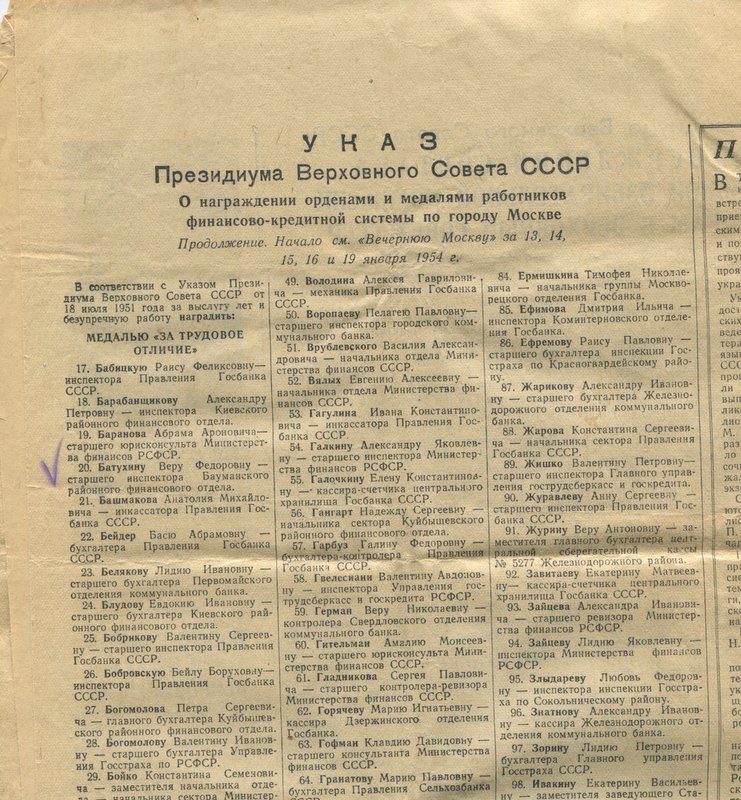 УКАЗ
Президиума Верховного Совета СССР
О награждении орденами и медалями работников
финансово-кредитной системы по городу Москве
Продолжение. Начало см. «Вечернюю Москву» за 13, 14,
15, 16 и 19 января 1954 г.
В соответствии с Указом Прези-
диума Верховного Совета СССР от
18 июля 1951 года за выслугу лет и
безупречную работу наградить:
МЕДАЛЬЮ «ЗА ТРУДОВОЕ
ОТЛИЧИЕ»
17. Бабицкую Раису Феликсовну—
инспектора Правления Госбанка
СССР.
18. Барабанщикову Александру
Петровну — инспектора Киевского
районного финансового отдела.
19. Баранова Абрама Ароновича—
старшего юрисконсульта Министерст-
ва финансов РСФСР.
20. Батухину Веру Федоровну —
старшего инспектора Бауманского
районного финансового отдела.
21. Башмакова Анатолия Михайло-
вича — инкассатора Правления Гос-
банка СССР.
22. Бейдер Басю Абрамовну —
бухгалтера Правления Госбанка
СССР.
23. Белякову Лидию Ивановну —
старшего бухгалтера Первомайского
отделения коммунального банка.
24. Блудову Евдокию Ивановну —
старшего бухгалтера Киевского рай-
онного финансового отдела.
25. Бобрикову Валентину Сергеев-
ну — старшего инспектора Правления
Госбанка СССР.
26. Бобровскую Бейлу Боруховну—
инспектора Правления Госбанка
СССР.
27. Богомолова Петра Сергееви-
ча — главного бухгалтера Куйбышев-
ского районного финансового отдела.
28. Богомолову Валентину Иванов-
ну — старшего бухгалтера Управле-
ния Госстраха по РСФСР.
29. Бойко Константина Семенови-
ча — заместителя начальника отде-
ла — начальника сектора Министер-
49. Володина Алексея Гаврилови-
ча — механика Правления Госбанка
СССР.
50. Воропаеву Пелагею Павловну—
старшего инспектора городского ком-
мунального банка.
51. Врублевского Василия Алексан-
дровича — начальника отдела Мини-
стерства финансов СССР.
52. Вялых Евгению Алексеевну —
начальника отдела Министерства фи-
нансов СССР.
53. Гагулина Ивана Константино-
вича — инкассатора Правления Гос-
банка СССР.
54. Галкину Александру Яковлев-
ну — старшего инспектора Министер-
ства финансов РСФСР.
55. Галочкину Елену Константинов-
ну — кассира-счетчика центрального
хранилища Госбанка СССР.
56. Гангарт Надежду Сергеевну —
начальника сектора Куйбышевского
районного финансового отдела.
57. Гарбуз Галину Федоровну —
бухгалтера-контролера Правления
Госбанка СССР.
58. Гвелесиани Валентину Авдозов-
ну — инспектора Управления гос-
трудсберкасс и госкредита РСФСР.
59. Герман Веру Николаевну —
контролера Свердловского отделения
коммунального банка.
60. Гительман Амалию Моисеев-
ну — старшего юрисконсульта Мини-
стерства финансов СССР.
61. Гладникова Сергея Павлови-
ча — старшего контролера-ревизора
Министерства финансов СССР.
62. Горячеву Марию Игнатьевну —
кассира Дзержинского отделения
Госбанка.
63. Гофман Клавдию Давидовну —
старшего консультанта Министерства
финансов СССР.
64. Гранатову Марию Павловну —
бухгалтера Правления Сельхозбанка
84. Ермишкина Тимофея Николае-
вича — начальника группы Москво-
рецкого отделения Госбанка.
85. Ефимова Дмитрия Ильича —
инспектора Коминтерновского отделе-
ния Госбанка.
86. Ефремову Раису Павловну —
старшего бухгалтера инспекции Гос-
страха по Красногвардейскому райо-
ну.
87. Жарикову Александру Иванов-
ну — старшего бухгалтера Железно-
дорожного отделения коммунального
банка.
88. Жарова Константина Сергееви-
ча — начальника сектора Правления
Госбанка СССР.
89. Жишко Валентину Петровну—
старшего инспектора Главного управ-
ления гострудсберкасс и госкредита.
90. Журавлеву Анну Сергеевну —
старшего инспектора Правления
Госбанка СССР.
91. Журину Веру Антоновну — за-
местителя главного бухгалтера цент-
ральной сберегательной кассы
№ 5277 Железнодорожного района.
92. Завитаеву Екатерину Матвеев-
ну — кассира-счетчика центрального
хранилища Госбанка СССР.
93. Зайцева Александра Иванови-
ча — старшего ревизора Министер-
ства финансов РСФСР.
94. Зайцеву Лидию Яковлевну —
инспектора Министерства финансов
РСФСР.
95. Злыдареву Любовь Федоров-
ну — инспектора инспекции Госстра-
ха по Сокольническому району.
96. Знатнову Александру Иванов-
ну — кассира Железнодорожного от-
деления коммунального банка.
97. Зорину Лидию Петровну —
бухгалтера Главного управления
Госстраха СССР.
98. Ивакину Екатерину Васильев-
ну — заместителя заведующего Ста-